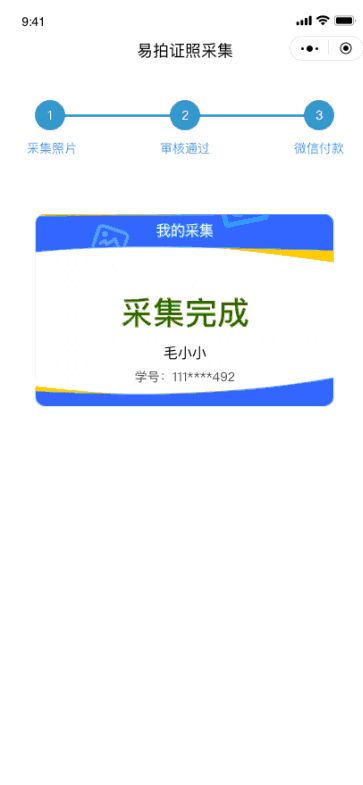 9:41
易拍证照采集
1 2 3
采集照片 审核通过 微信付款
我的采集
采集完成
毛小小
学号：111****492